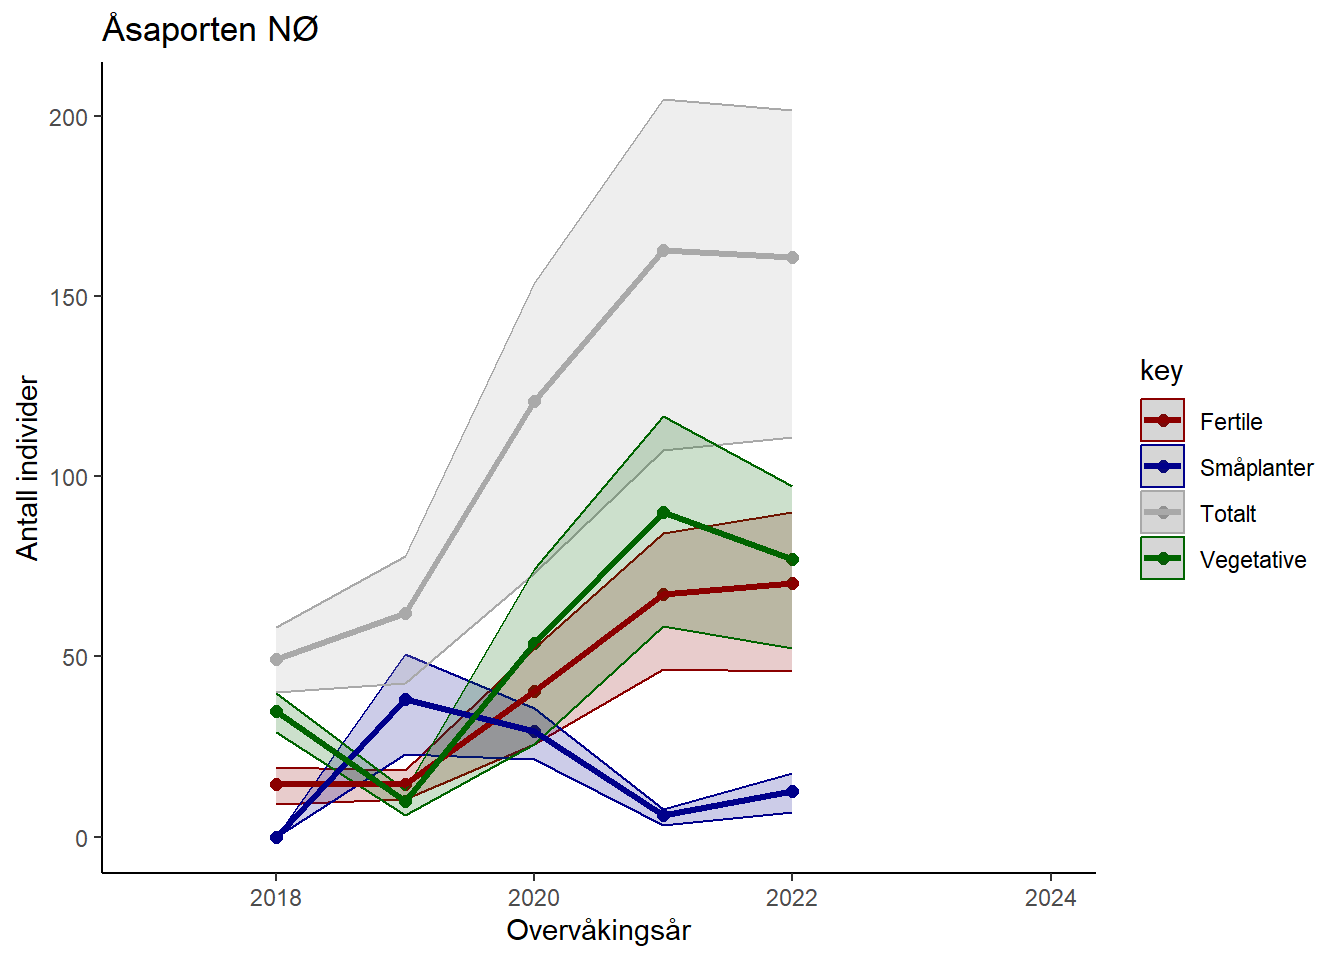 Åsaporten NØ
200
150
100
50
0
Antall individer
2018
2020
2022
2024
Overvåkingsår
key
Fertile
Småplanter
Totalt
Vegetative